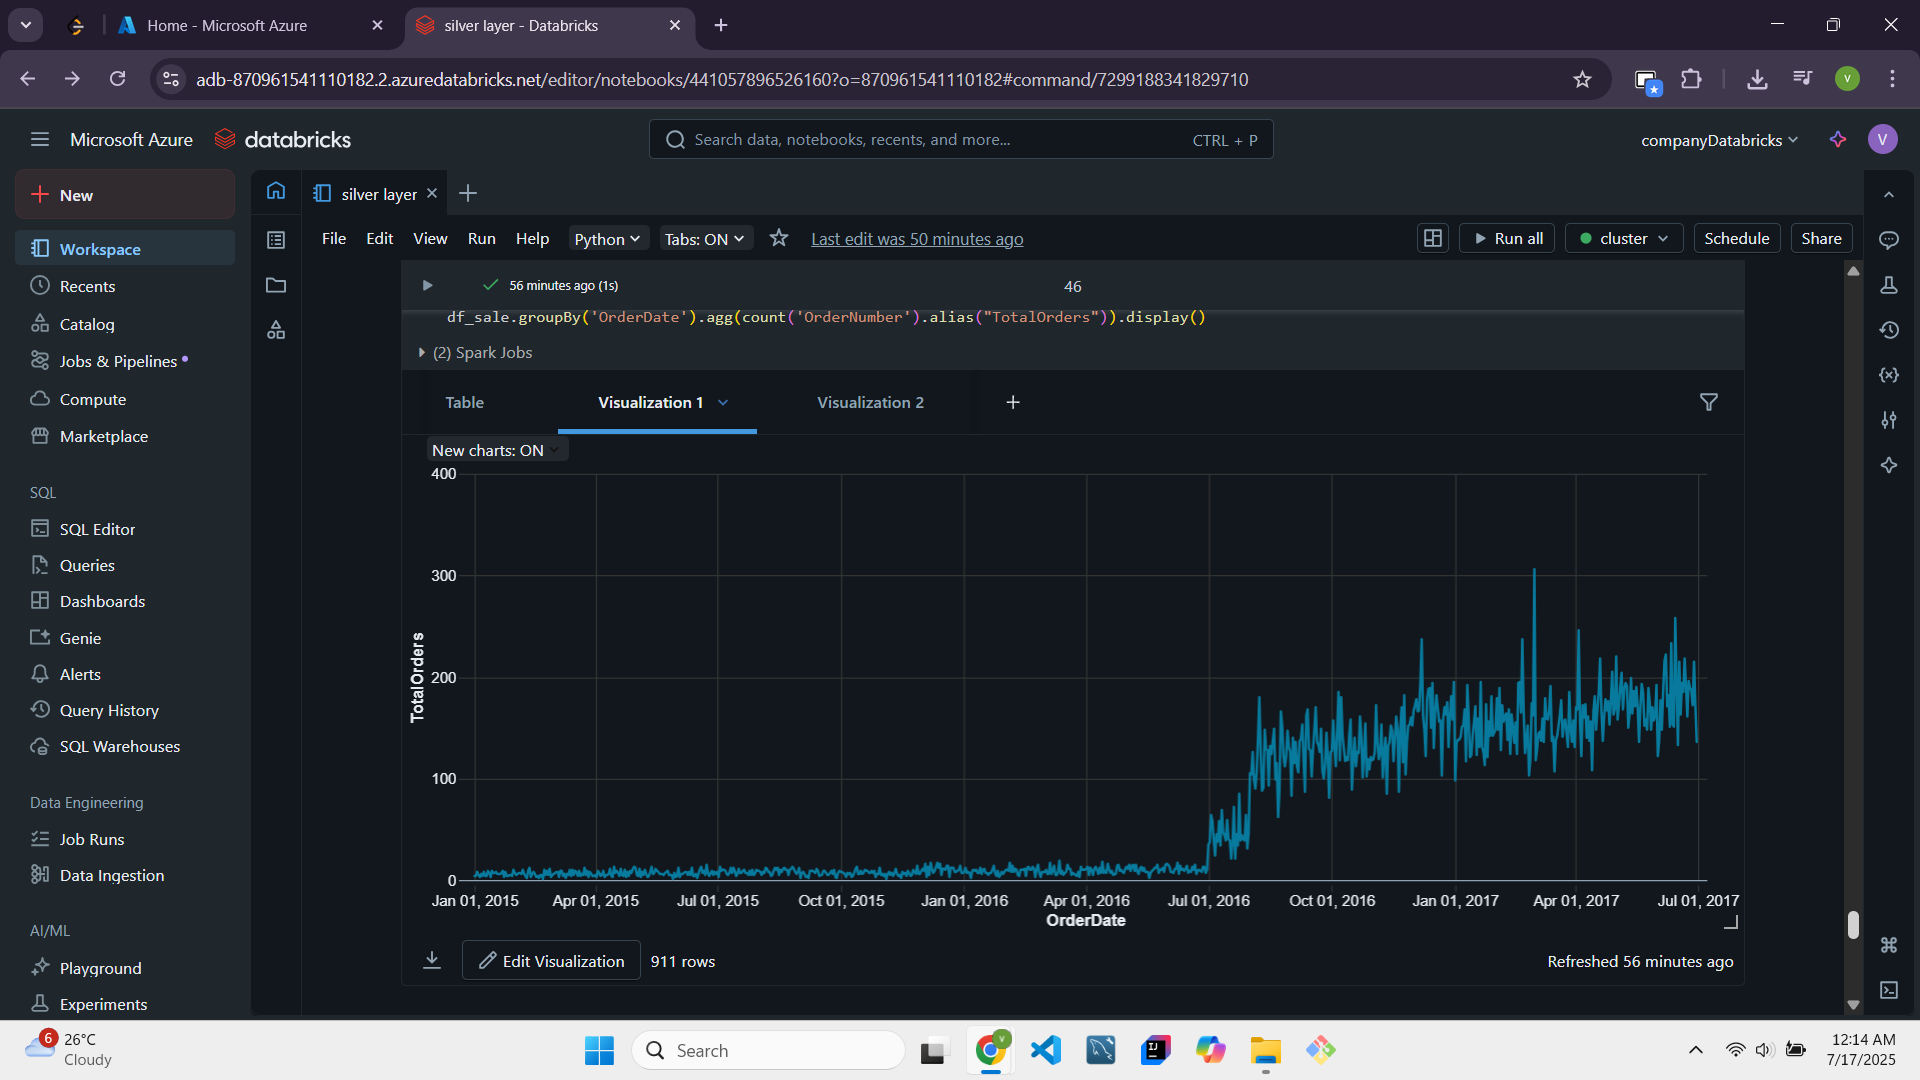 Home - Microsoft Azure
silver layer - Databricks
adb-870961541110182.2.azuredatabricks.net/editor/notebooks/441057896526160?o=870961541110182#command/7299188341829710
V
Microsoft Azure
databricks
Search data, notebooks, recents, and more...
CTRL + P
companyDatabricks
V
New
silver layer
Workspace
Recents
Catalog
Jobs & Pipelines
Compute
Marketplace
SQL
SQL Editor
Queries
Dashboards
Genie
Alerts
Query History
SQL Warehouses
Data Engineering
Job Runs
Data Ingestion
AI/ML
Playground
Experiments
File Edit View Run Help Python Tabs: ON Last edit was 50 minutes ago
Run all
cluster
Schedule
Share
56 minutes ago (1s)
46
df_sale.groupBy('OrderDate').agg(count('OrderNumber').alias("TotalOrders")).display()
(2) Spark Jobs
Table
Visualization 1
Visualization 2
New charts: ON
400
300
200
100
0
TotalOrders
Jan 01, 2015 Apr 01, 2015 Jul 01, 2015 Oct 01, 2015 Jan 01, 2016 Apr 01, 2016 Jul 01, 2016 Oct 01, 2016 Jan 01, 2017 Apr 01, 2017 Jul 01, 2017
OrderDate
Edit Visualization
911 rows
Refreshed 56 minutes ago
6
26°C
Cloudy
Search
V
IJ
12:14 AM
7/17/2025